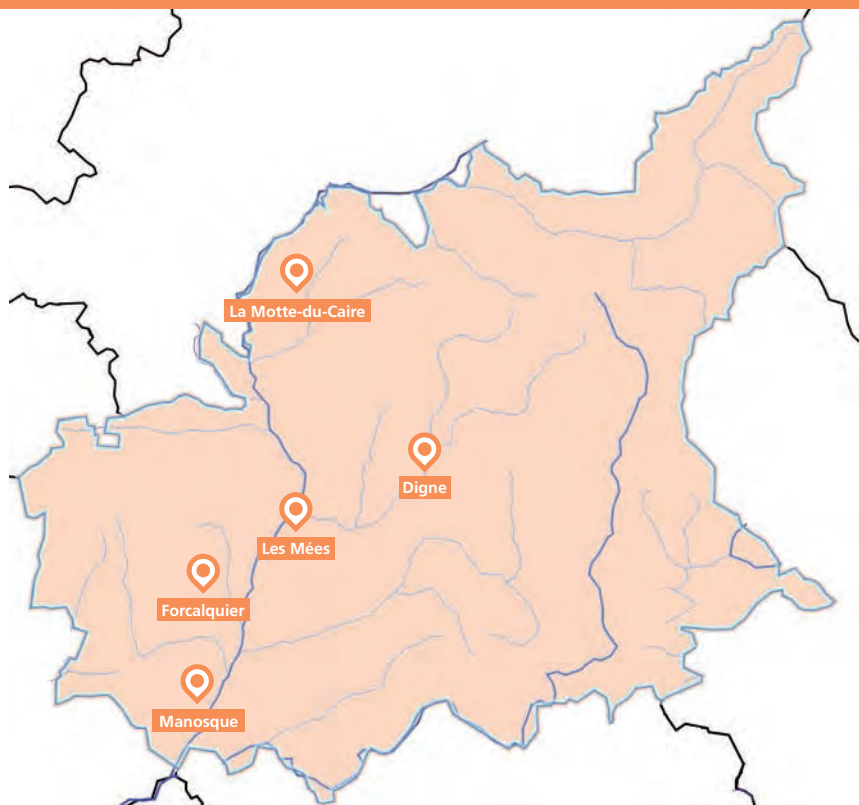 La Motte-du-Caire
Digne
Les Mées
Forcalquier
Manosque